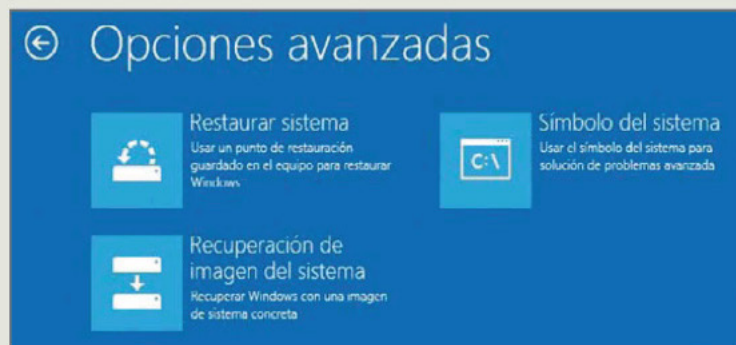 Opciones avanzadas
Restaurar sistema
Usar un punto de restauración
guardado en el equipo para restaurar
Windows
Símbolo del sistema
Usar el símbolo del sistema para
solución de problemas avanzada
C:\
Recuperación de
imagen del sistema
Recuperar Windows con una imagen
de sistema concreta